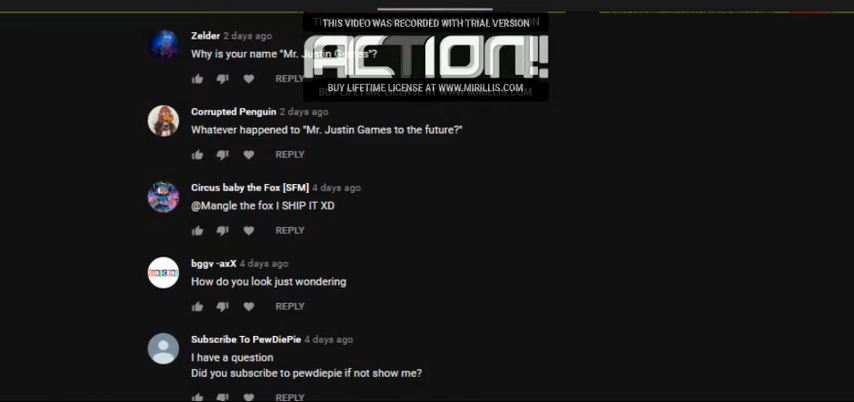 THIS VIDEO WAS RECORDED WITH TRIAL VERSION
ACTION!!
BUY LIFETIME LICENSE AT WWW.MIRILLIS.COM
Zelder 2 days ago
Why is your name "Mr. Justin Games"?
REPLY
Corrupted Penguin 2 days ago
Whatever happened to "Mr. Justin Games to the future?"
REPLY
Circus baby the Fox [SFM] 4 days ago
@Mangle the fox I SHIP IT XD
REPLY
bggv -axX 4 days ago
How do you look just wondering
REPLY
Subscribe To PewDiePie 4 days ago
I have a question
Did you subscribe to pewdiepie if not show me?
REPLY